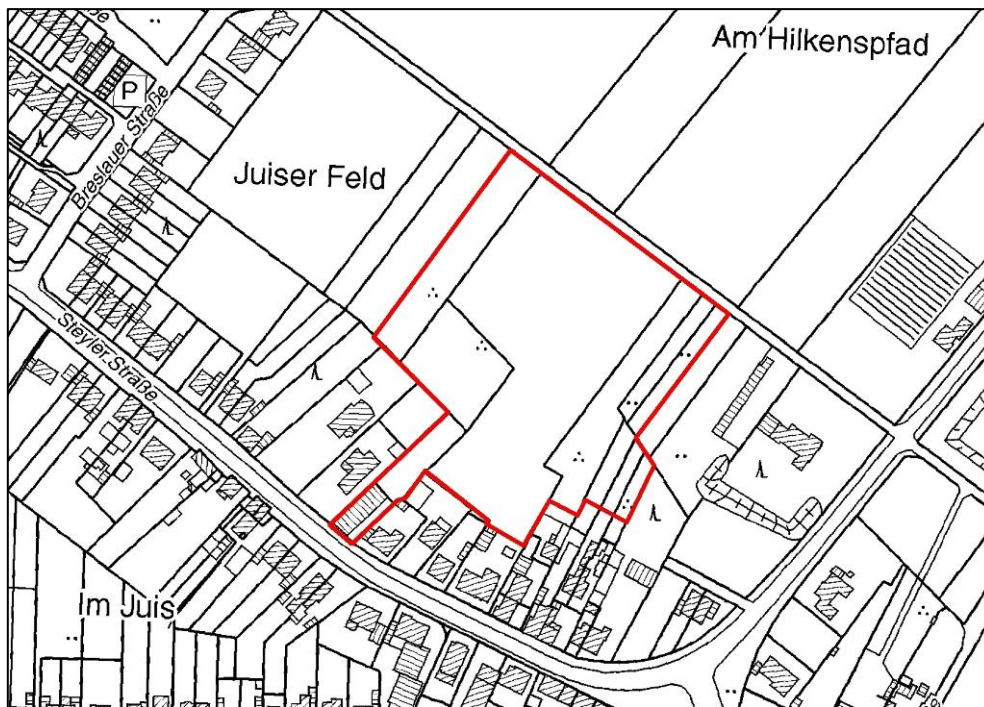 Am Hilkenspfad
P
Breslauer Straße
Juiser Feld
Steyler Straße
Im Juis